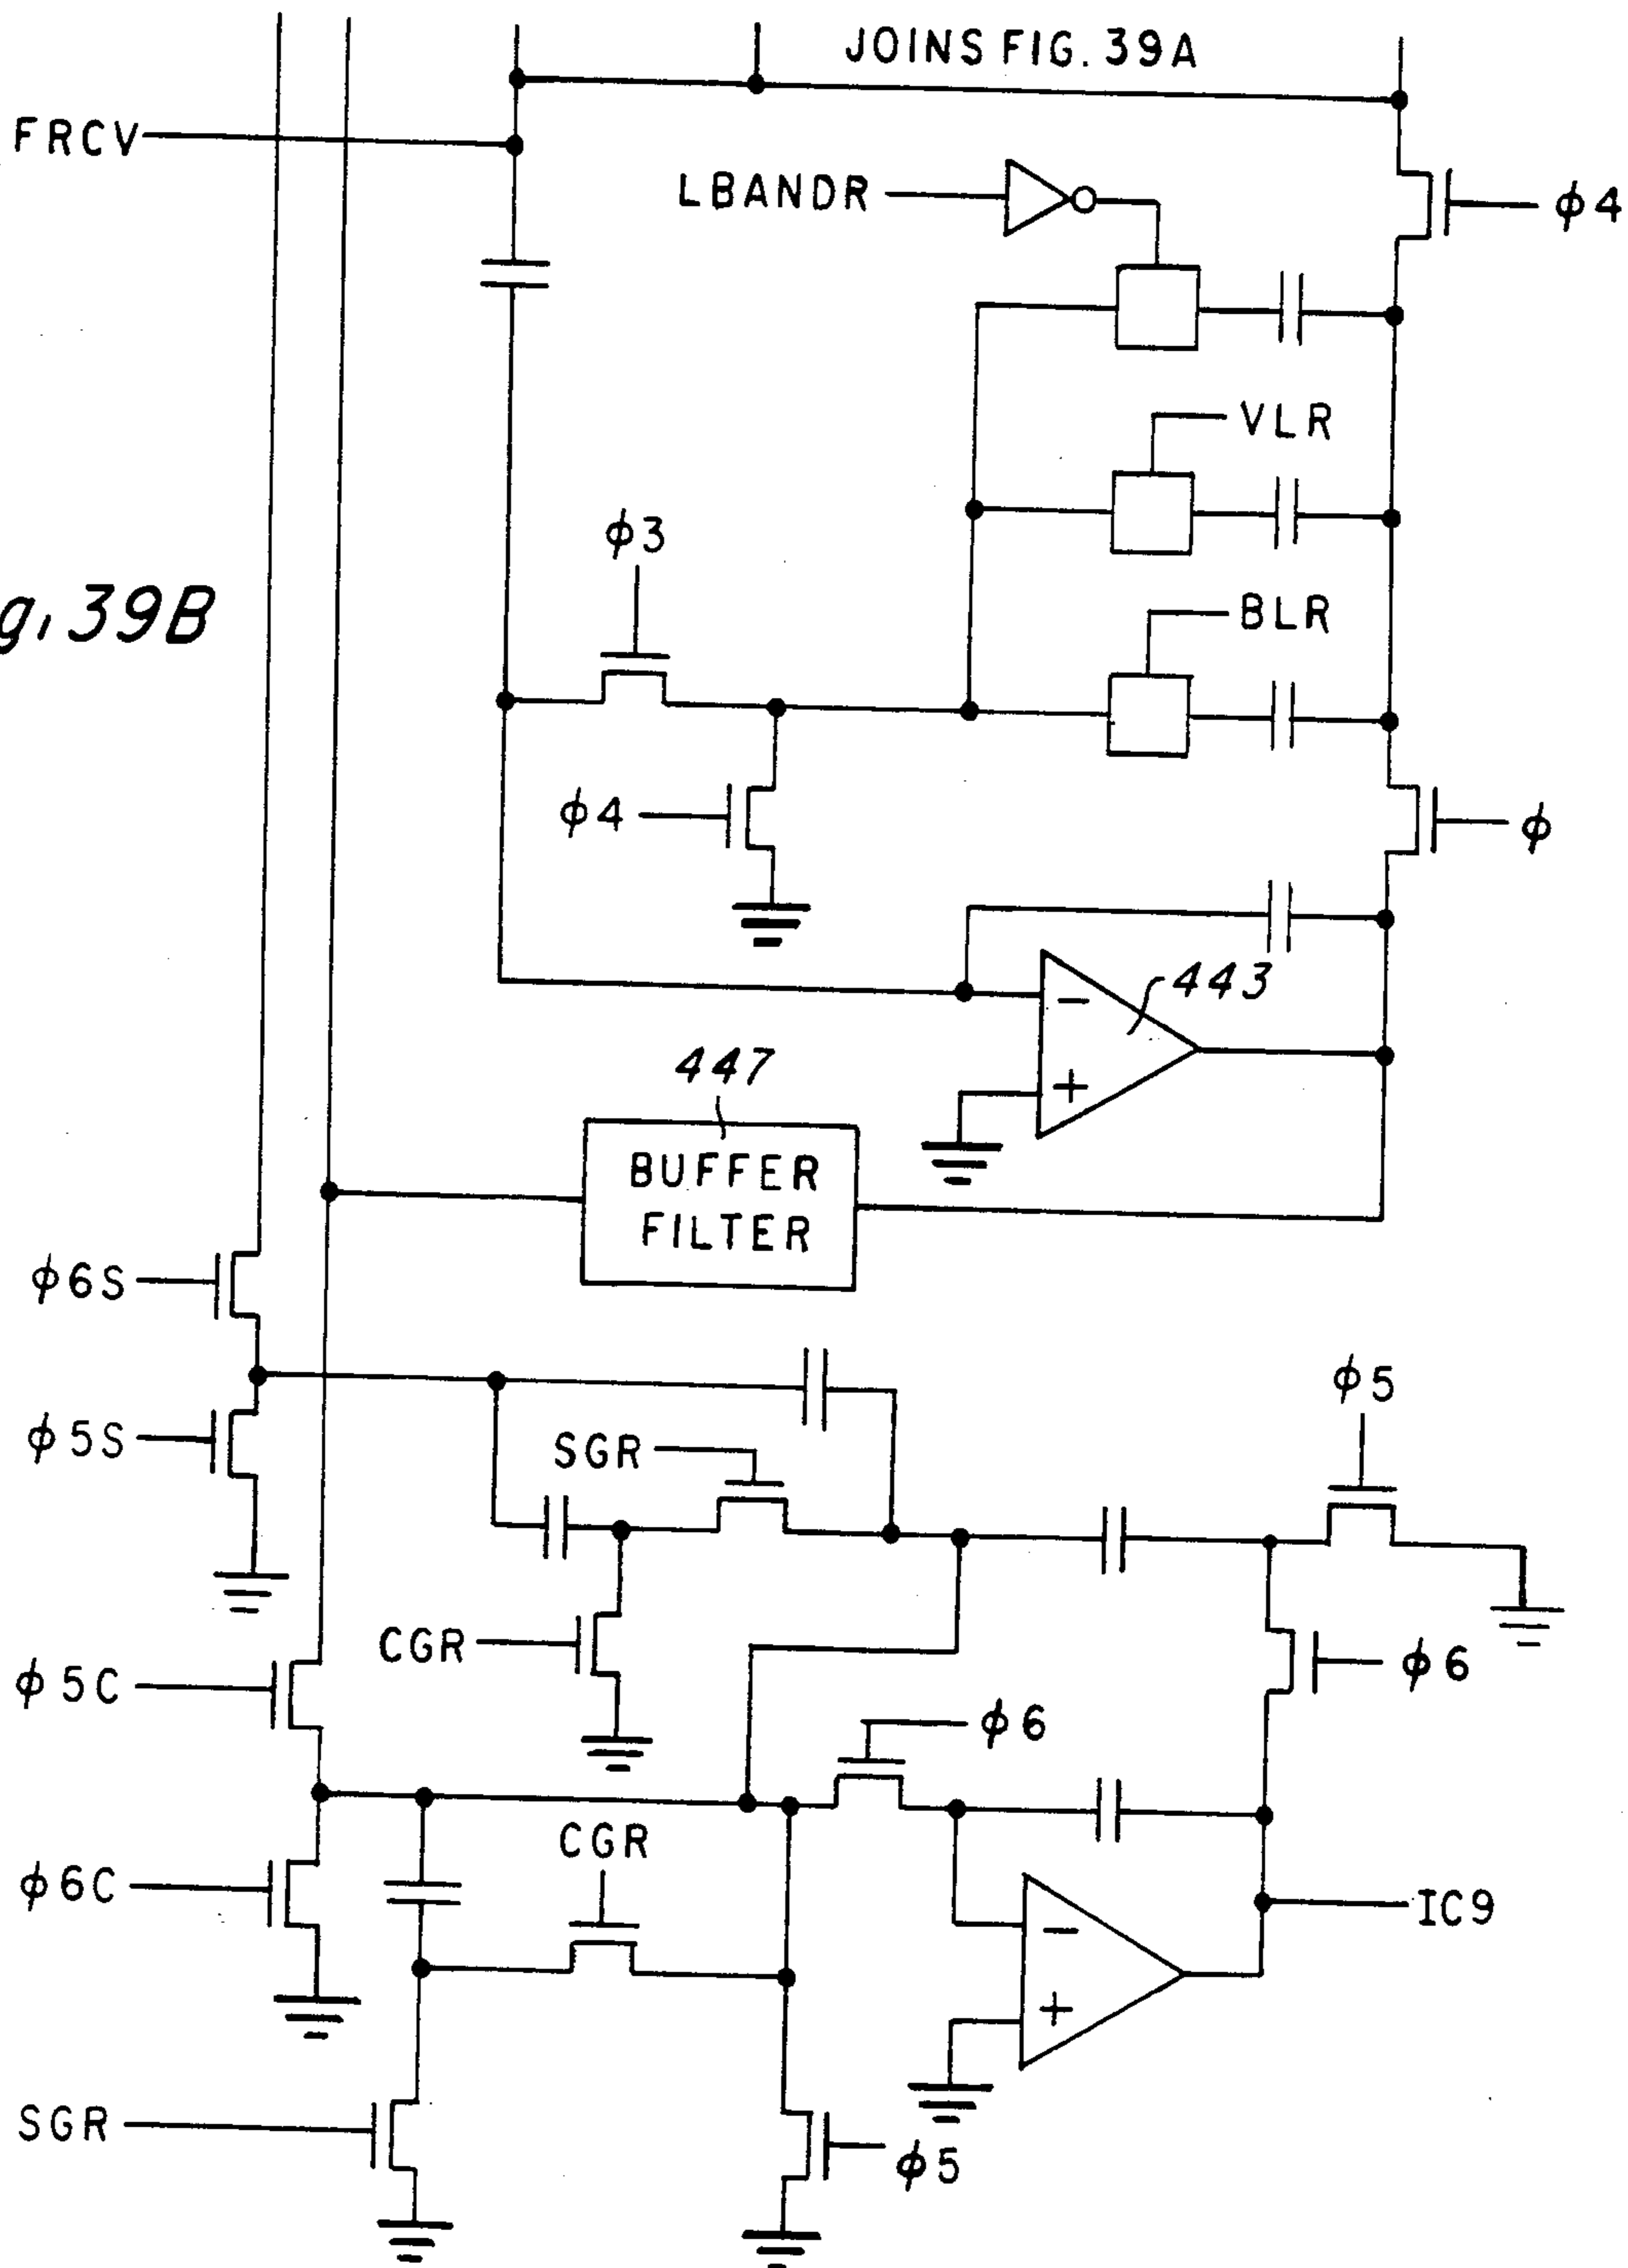 JOINS FIG. 39A
FRCV
LBANDR
φ4
VLR
φ3
g. 39B
BLR
φ4
φ
443
-
+
447
BUFFER
FILTER
φ6S
φ5
φ5S
SGR
CGR
φ6
φ5C
φ6
CGR
φ6C
IC9
-
+
SGR
φ5